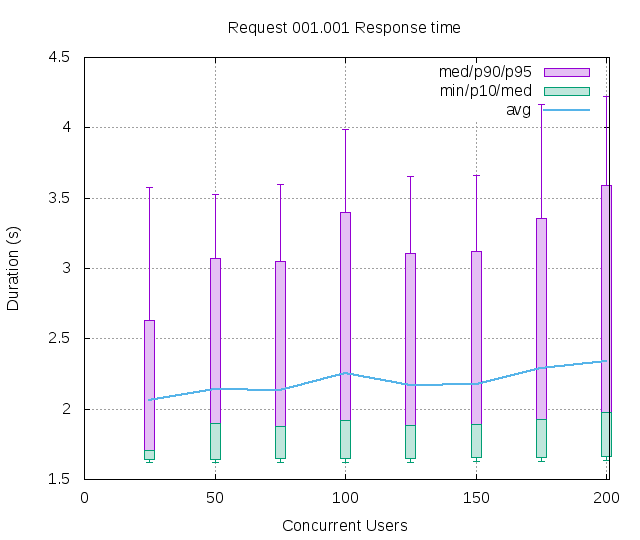 Request 001.001 Response time
med/p90/p95
min/p10/med
avg
4.5
4
3.5
3
2.5
2
1.5
Duration (s)
0 50 100 150 200
Concurrent Users